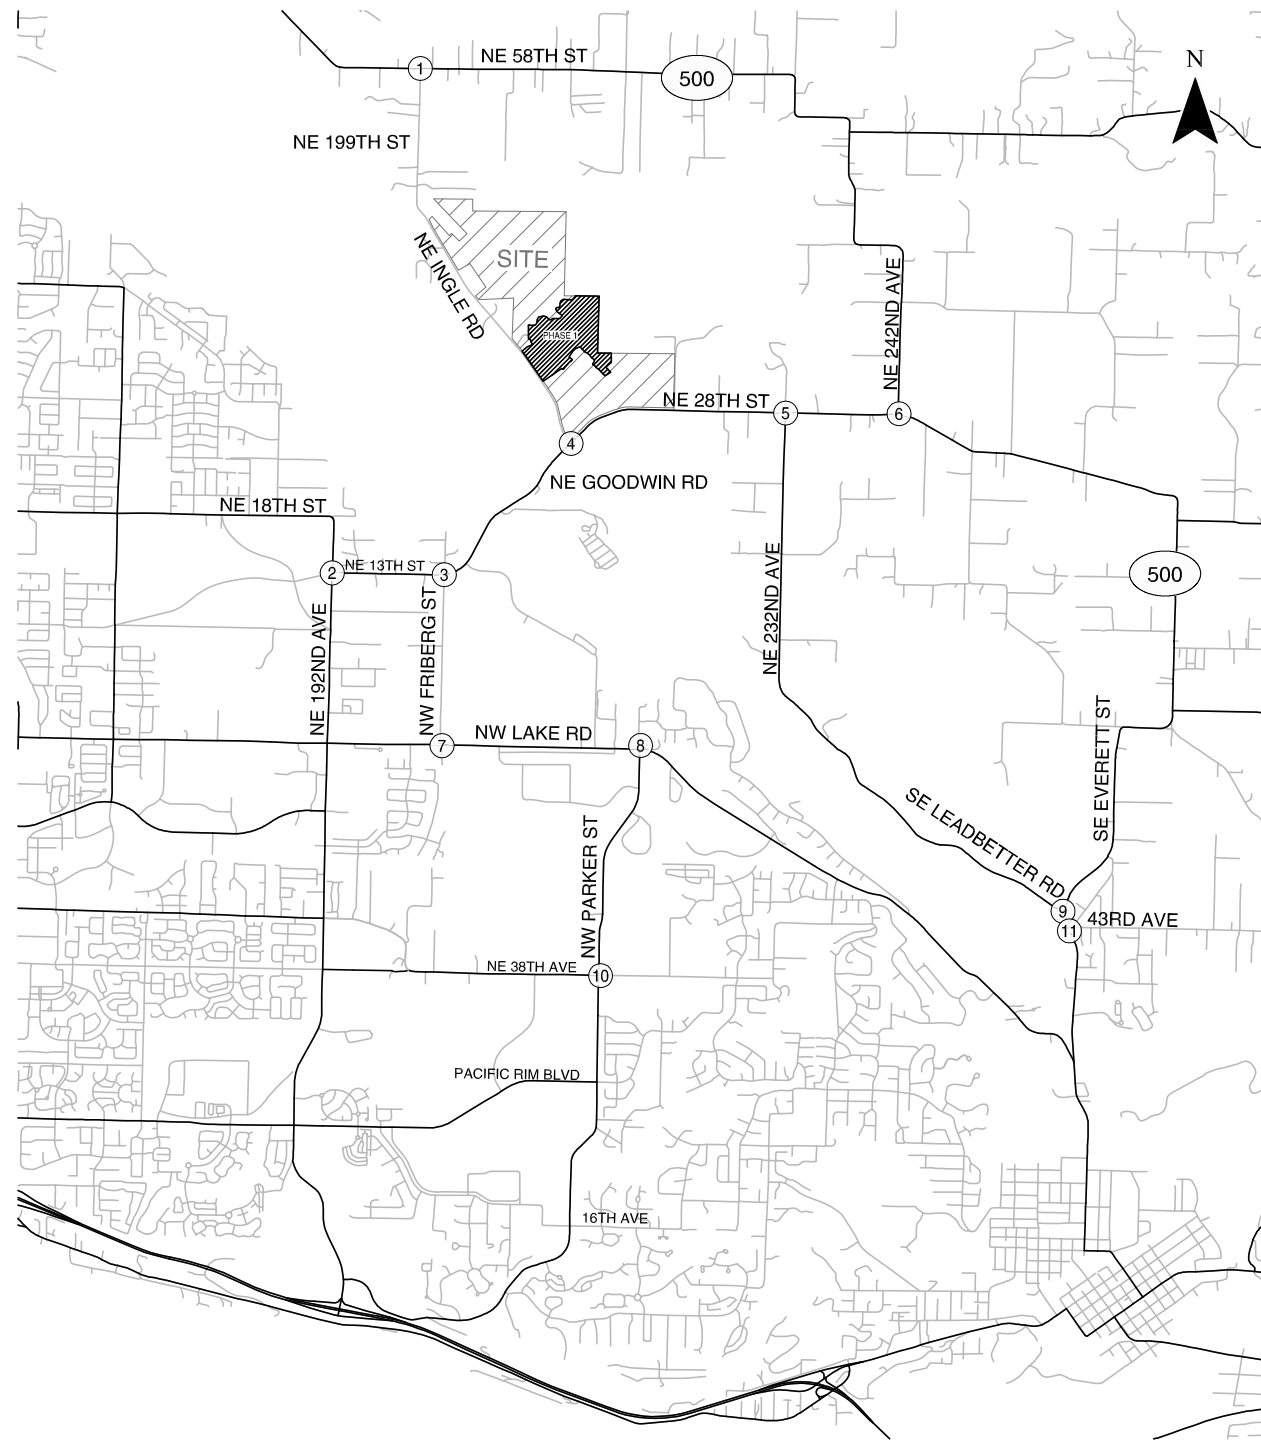 NE 58TH ST
1
500
N
NE 199TH ST
NE INGLE RD
SITE
NE 242ND AVE
PHASE 1
NE 28TH ST
5
6
4
NE GOODWIN RD
NE 18TH ST
NE 13TH ST
2
3
500
NE 192ND AVE
NW FRIBERG ST
NE 232ND AVE
SE EVERETT ST
NW LAKE RD
7
8
SE LEADBETTER RD
NW PARKER ST
9
43RD AVE
11
NE 38TH AVE
10
PACIFIC RIM BLVD
16TH AVE